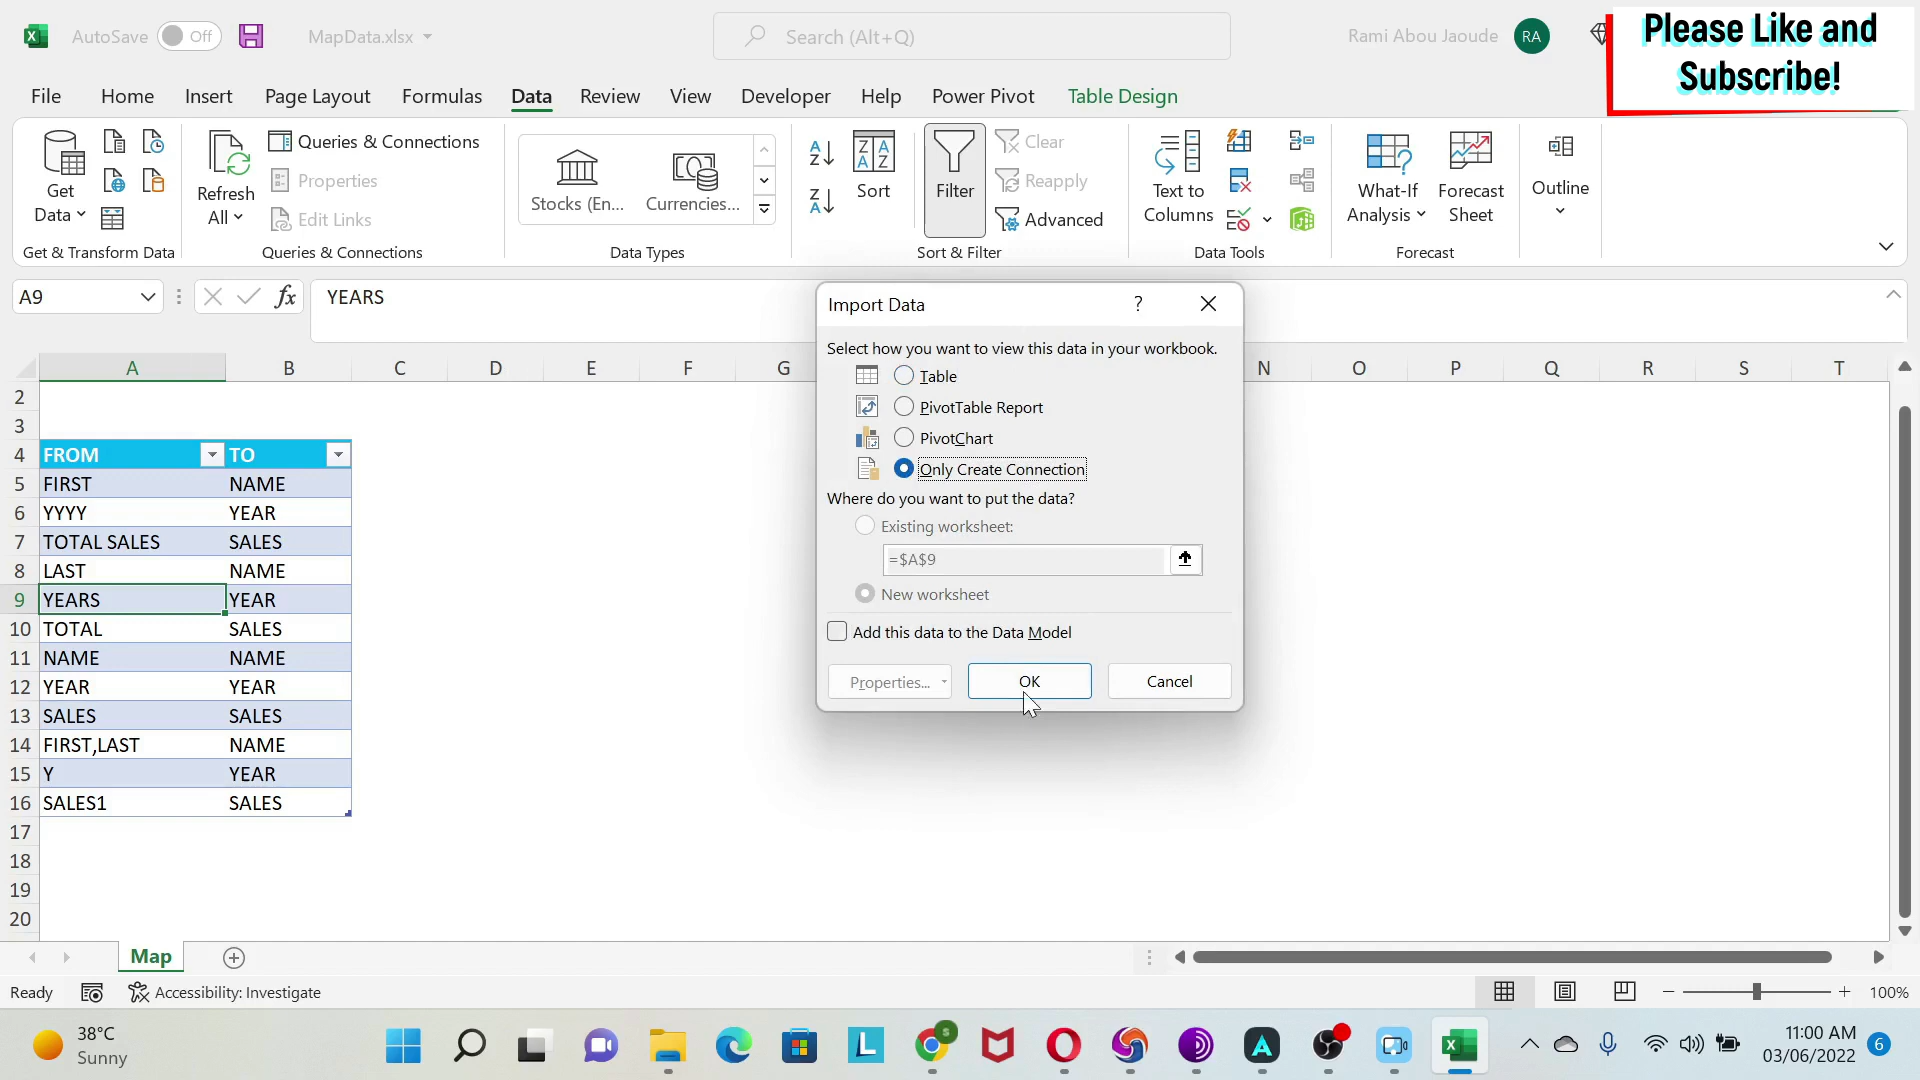 AutoSave Off MapData.xlsx Search (Alt+Q) Rami Abou Jaoude RA
Please Like and
Subscribe!
File Home Insert Page Layout Formulas Data Review View Developer Help Power Pivot Table Design
Get
Data
Refresh
All
Queries & Connections
Properties
Edit Links
Stocks (En...
Currencies...
Sort
Filter
Clear
Reapply
Advanced
Text to
Columns
What-If
Analysis
Forecast
Sheet
Outline
Get & Transform Data Queries & Connections Data Types Sort & Filter Data Tools Forecast
A9 fx YEARS
A B C D E F G N O P Q R S T
2
3
4 FROM TO
5 FIRST NAME
6 YYYY YEAR
7 TOTAL SALES SALES
8 LAST NAME
9 YEARS YEAR
10 TOTAL SALES
11 NAME NAME
12 YEAR YEAR
13 SALES SALES
14 FIRST,LAST NAME
15 Y YEAR
16 SALES1 SALES
17
18
19
20
Import Data ?
Select how you want to view this data in your workbook.
Table
PivotTable Report
PivotChart
Only Create Connection
Where do you want to put the data?
Existing worksheet:
=$A$9
New worksheet
Add this data to the Data Model
Properties... OK Cancel
Map
Ready Accessibility: Investigate 100%
38°C
Sunny
11:00 AM
03/06/2022
6